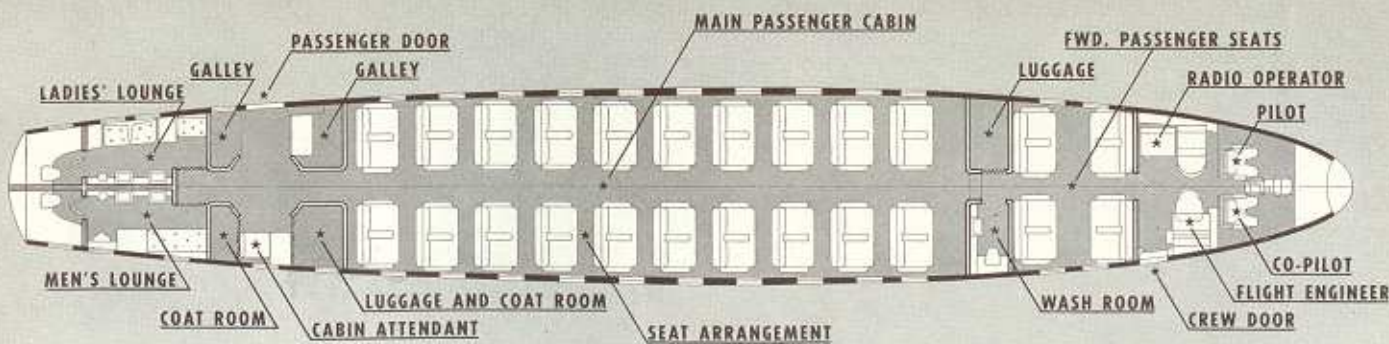 MAIN PASSENGER CABIN
PASSENGER DOOR
FWD. PASSENGER SEATS
GALLEY
GALLEY
LUGGAGE
RADIO OPERATOR
LADIES' LOUNGE
PILOT
MEN'S LOUNGE
COAT ROOM
CABIN ATTENDANT
LUGGAGE AND COAT ROOM
SEAT ARRANGEMENT
WASH ROOM
CREW DOOR
FLIGHT ENGINEER
CO-PILOT